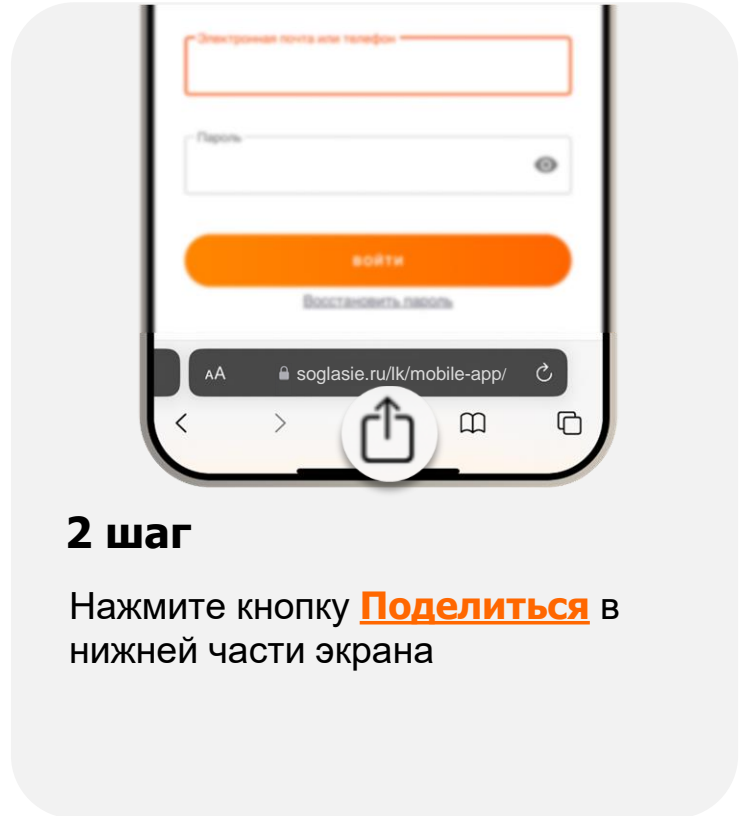 Электронная почта или телефон
Пароль
ВОЙТИ
Восстановить пароль
AA soglasie.ru/lk/mobile-app/
2 шаг
Нажмите кнопку Поделиться в
нижней части экрана